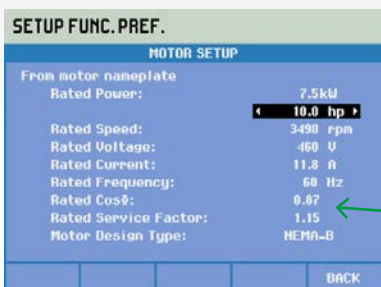 SETUP FUNC. PREF.
MOTOR SETUP
From motor nameplate
Rated Power: 7.5kW
10.0 hp
Rated Speed: 3490 rpm
Rated Voltage: 460 V
Rated Current: 11.8 A
Rated Frequency: 60 Hz
Rated CosΦ: 0.87
Rated Service Factor: 1.15
Motor Design Type: NEMA-B
BACK